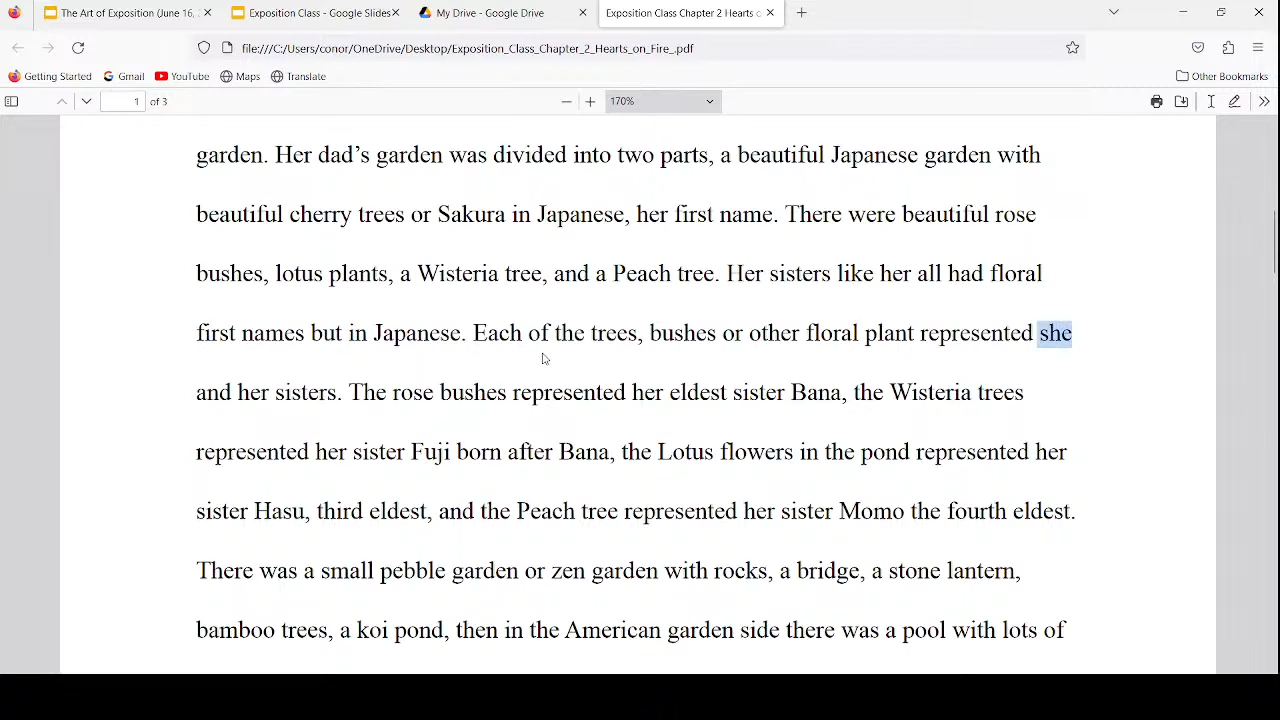 The Art of Exposition (June 16,
Exposition Class - Google Slides
My Drive - Google Drive
Exposition Class Chapter 2 Hearts o
file:///C:/Users/conor/OneDrive/Desktop/Exposition_Class_Chapter_2_Hearts_on_Fire_.pdf
Getting Started
Gmail
YouTube
Maps
Translate
Other Bookmarks
1 of 3
170%
garden. Her dad’s garden was divided into two parts, a beautiful Japanese garden with
beautiful cherry trees or Sakura in Japanese, her first name. There were beautiful rose
bushes, lotus plants, a Wisteria tree, and a Peach tree. Her sisters like her all had floral
first names but in Japanese. Each of the trees, bushes or other floral plant represented she
and her sisters. The rose bushes represented her eldest sister Bana, the Wisteria trees
represented her sister Fuji born after Bana, the Lotus flowers in the pond represented her
sister Hasu, third eldest, and the Peach tree represented her sister Momo the fourth eldest.
There was a small pebble garden or zen garden with rocks, a bridge, a stone lantern,
bamboo trees, a koi pond, then in the American garden side there was a pool with lots of